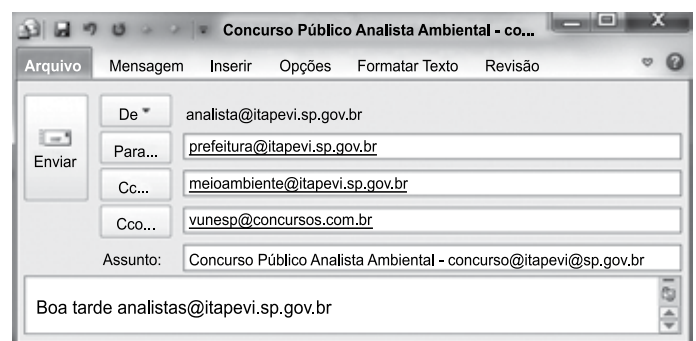 Concurso Público Analista Ambiental - co...
Arquivo Mensagem Inserir Opções Formatar Texto Revisão
De analista@itapevi.sp.gov.br
Enviar
Para... prefeitura@itapevi.sp.gov.br
Cc... meioambiente@itapevi.sp.gov.br
Cco... vunesp@concursos.com.br
Assunto: Concurso Público Analista Ambiental - concurso@itapevi@sp.gov.br
Boa tarde analistas@itapevi.sp.gov.br